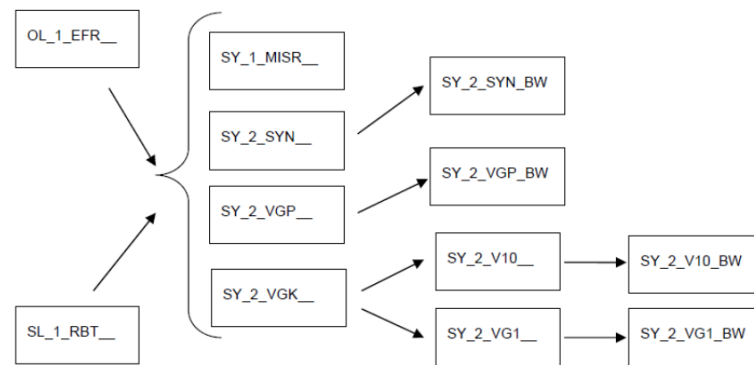 OL_1_EFR__
SY_1_MISR__
SY_2_SYN_BW
SY_2_SYN__
SY_2_VGP_BW
SY_2_VGP__
SY_2_V10__
SY_2_V10_BW
SY_2_VGK__
SL_1_RBT__
SY_2_VG1__
SY_2_VG1_BW